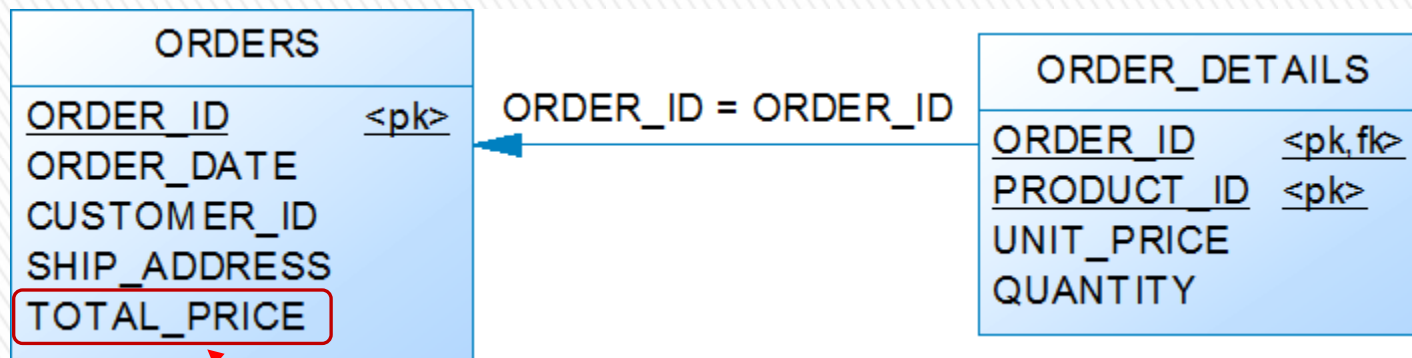 ORDERS
ORDER_ID <pk>
ORDER_DATE
CUSTOMER_ID
SHIP_ADDRESS
TOTAL_PRICE
ORDER_ID = ORDER_ID
ORDER_DETAILS
ORDER_ID <pk,fk>
PRODUCT_ID <pk>
UNIT_PRICE
QUANTITY